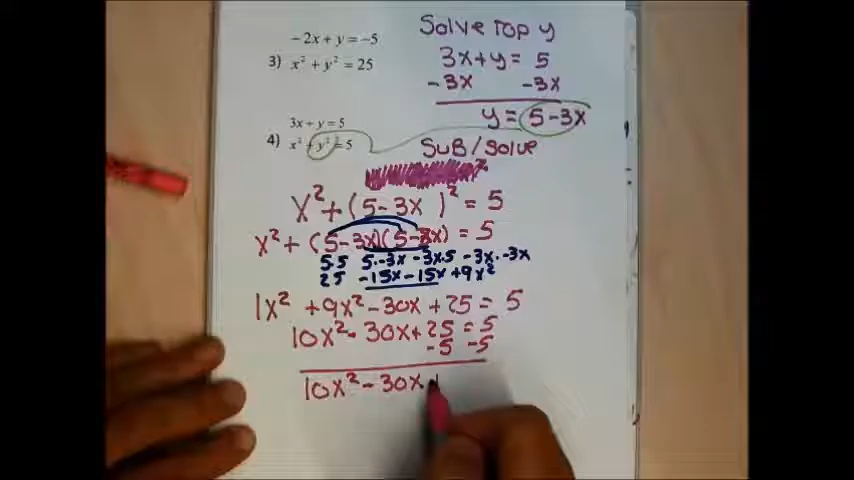 -2x + y = -5
3) x² + y² = 25
3x + y = 5
4) x² + y² = 5
Solve Top y
3x + y = 5
-3x -3x
y = 5-3x
SuB/Solve
x² + (5-3x )² = 5
x² + (5-3x)(5-3x) = 5
5·5 5·-3x -3x·5 -3x·-3x
25 -15x -15x +9x²
1x² +9x² -30x +25 = 5
10x² - 30x + 25 = 5
-5 -5
10x² - 30x